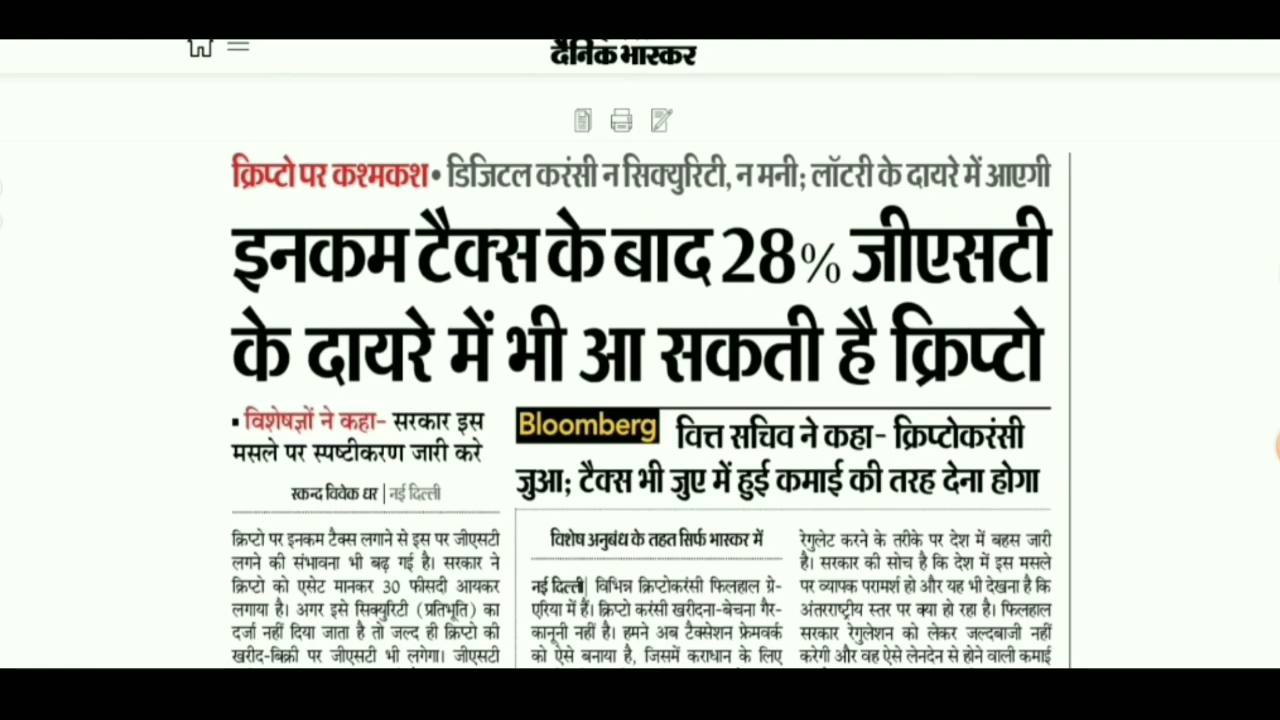 दैनिक भास्कर
क्रिप्टो पर कश्मकश • डिजिटल करंसी न सिक्युरिटी, न मनी; लॉटरी के दायरे में आएगी
इनकम टैक्स के बाद 28% जीएसटी
के दायरे में भी आ सकती है क्रिप्टो
▪ विशेषज्ञों ने कहा- सरकार इस
मसले पर स्पष्टीकरण जारी करे
स्कन्द विवेक धर | नई दिल्ली
क्रिप्टो पर इनकम टैक्स लगाने से इस पर जीएसटी
लगने की संभावना भी बढ़ गई है। सरकार ने
क्रिप्टो को एसेट मानकर 30 फीसदी आयकर
लगाया है। अगर इसे सिक्युरिटी (प्रतिभूति) का
दर्जा नहीं दिया जाता है तो जल्द ही क्रिप्टो की
खरीद-बिक्री पर जीएसटी भी लगेगा। जीएसटी
Bloomberg वित्त सचिव ने कहा- क्रिप्टोकरंसी
जुआ; टैक्स भी जुए में हुई कमाई की तरह देना होगा
विशेष अनुबंध के तहत सिर्फ भास्कर में
नई दिल्ली| विभिन्न क्रिप्टोकरंसी फिलहाल ग्रे-
एरिया में हैं। क्रिप्टो करंसी खरीदना-बेचना गैर-
कानूनी नहीं है। हमने अब टैक्सेशन फ्रेमवर्क
को ऐसे बनाया है, जिसमें कराधान के लिए
रेगुलेट करने के तरीके पर देश में बहस जारी
है। सरकार की सोच है कि देश में इस मसले
पर व्यापक परामर्श हो और यह भी देखना है कि
अंतरराष्ट्रीय स्तर पर क्या हो रहा है। फिलहाल
सरकार रेगुलेशन को लेकर जल्दबाजी नहीं
करेगी और वह ऐसे लेनदेन से होने वाली कमाई